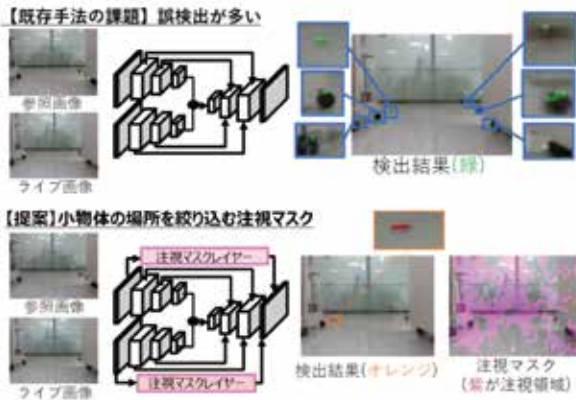 【既存手法の課題】誤検出が多い
参照画像
ライブ画像
検出結果(緑)
【提案】小物体の場所を絞り込む注視マスク
参照画像
ライブ画像
注視マスクレイヤー
注視マスクレイヤー
検出結果(オレンジ)
注視マスク
(紫が注視領域)